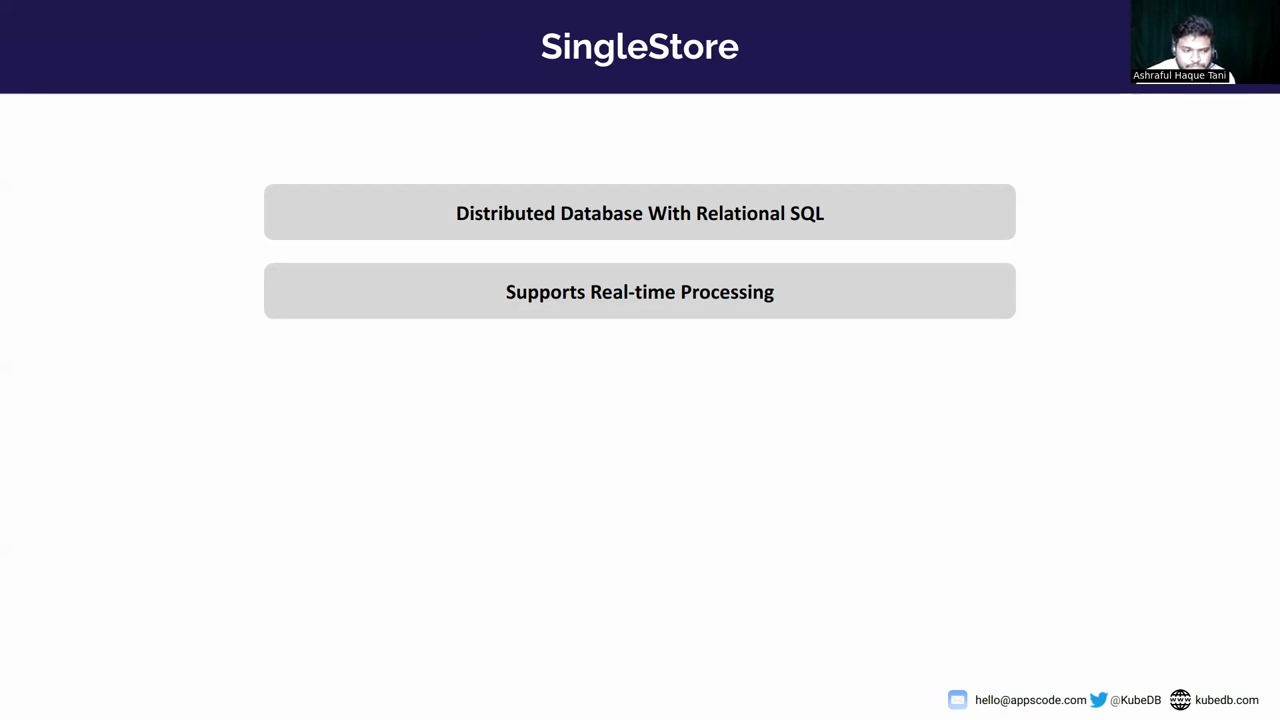 SingleStore
Ashraful Haque Tani
Distributed Database With Relational SQL
Supports Real-time Processing
hello@appscode.com @KubeDB kubedb.com